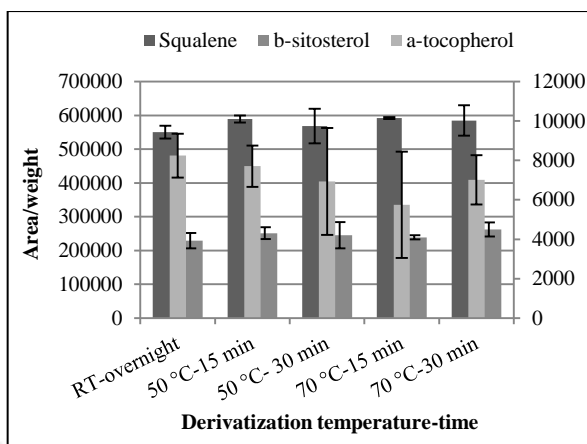 Squalene b-sitosterol a-tocopherol
700000 12000
600000 10000
500000 8000
400000 6000
300000 4000
200000 2000
100000 0
0
Area/weight
RT-overnight
50 °C-15 min
50 °C- 30 min
70 °C-15 min
70 °C-30 min
Derivatization temperature-time